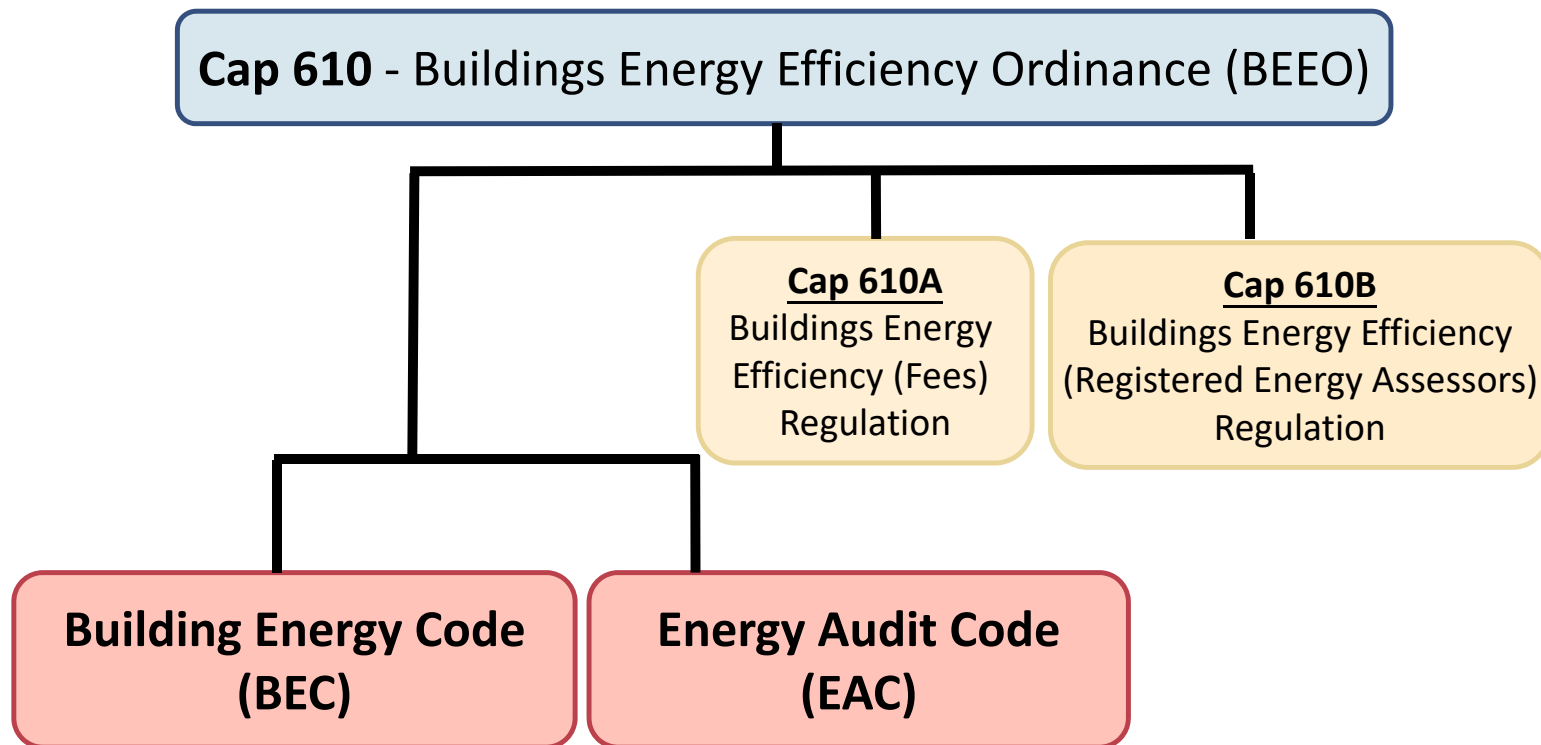 Cap 610 - Buildings Energy Efficiency Ordinance (BEEO)
Cap 610A
Buildings Energy
Efficiency (Fees)
Regulation
Cap 610B
Buildings Energy Efficiency
(Registered Energy Assessors)
Regulation
Building Energy Code
(BEC)
Energy Audit Code
(EAC)